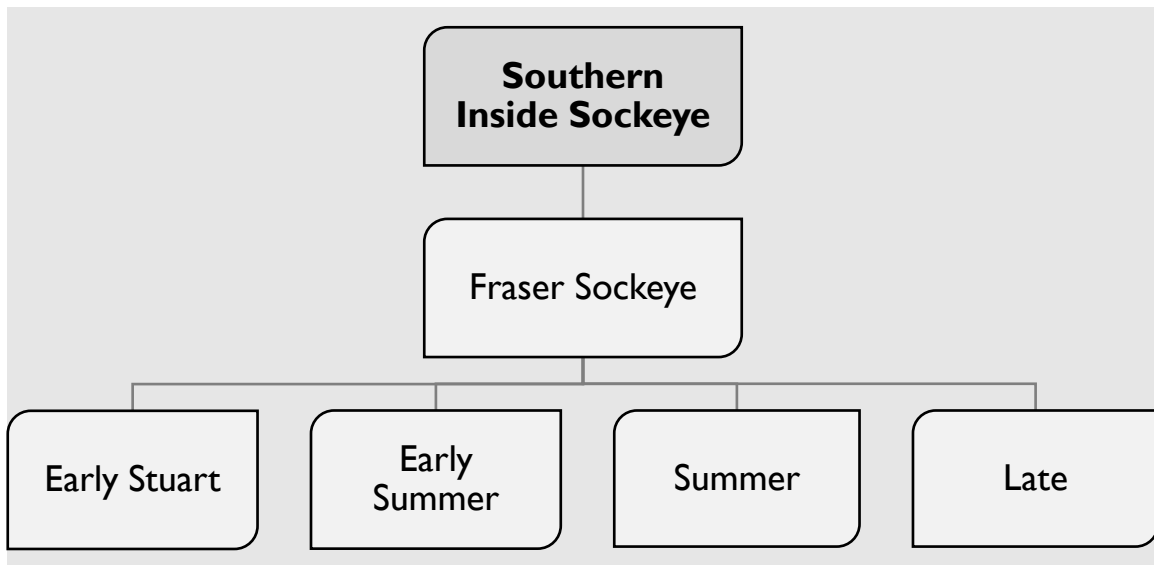 Southern
Inside Sockeye
Fraser Sockeye
Early Stuart
Early
Summer
Summer
Late